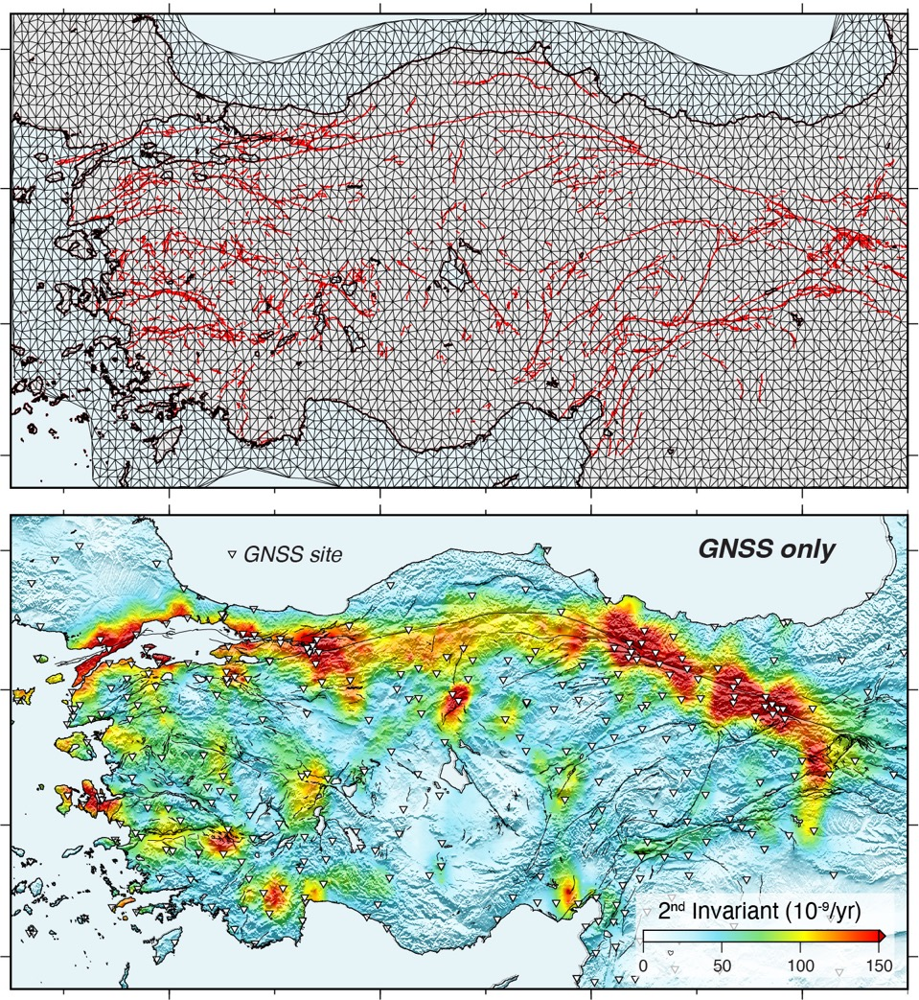 GNSS site
GNSS only
2nd Invariant (10-9/yr)
0 50 100 150